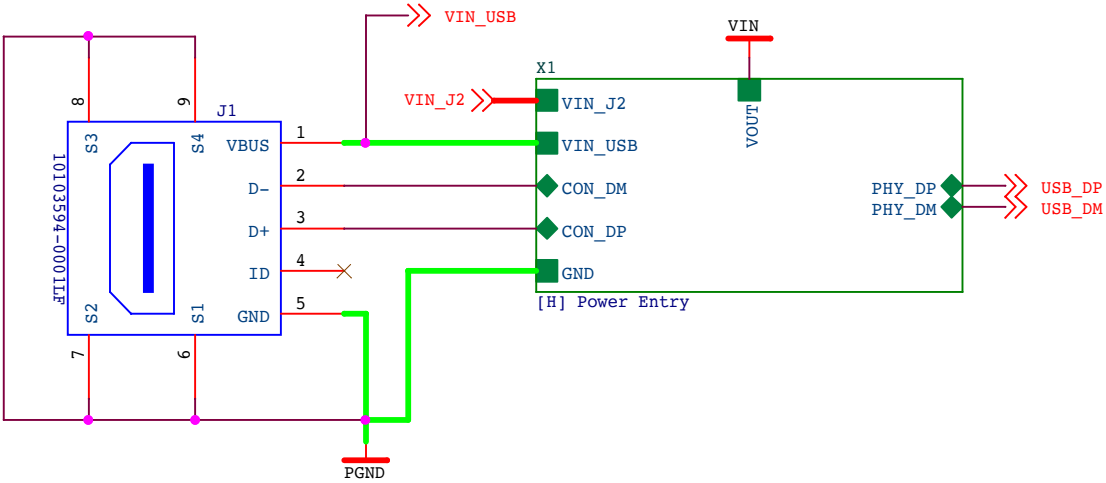 VIN_USB
VIN
X1
VIN_J2
VIN_J2
8
9
J1
S3
S4
VBUS
1
VIN_USB
VOUT
10103594-0001LF
D-
2
CON_DM
PHY_DP
USB_DP
PHY_DM
USB_DM
D+
3
CON_DP
ID
4
GND
5
GND
S2
S1
[H] Power Entry
7
6
PGND